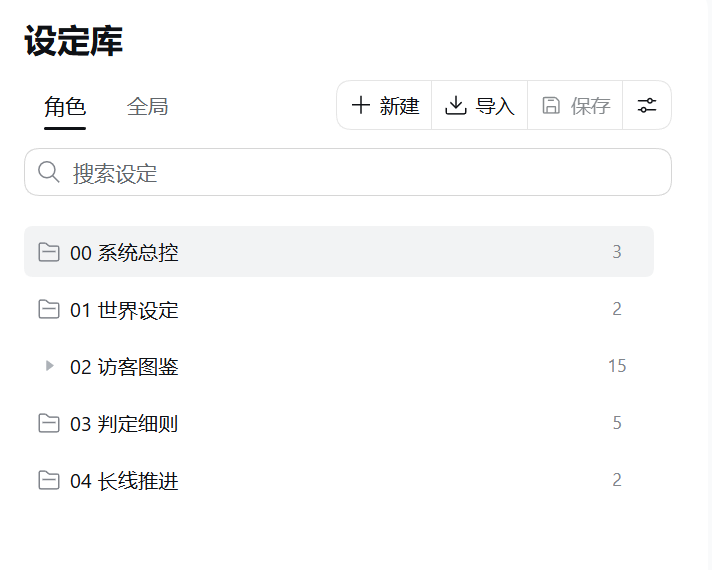 设定库
角色 全局 新建 导入 保存
搜索设定
00 系统总控 3
01 世界设定 2
02 访客图鉴 15
03 判定细则 5
04 长线推进 2